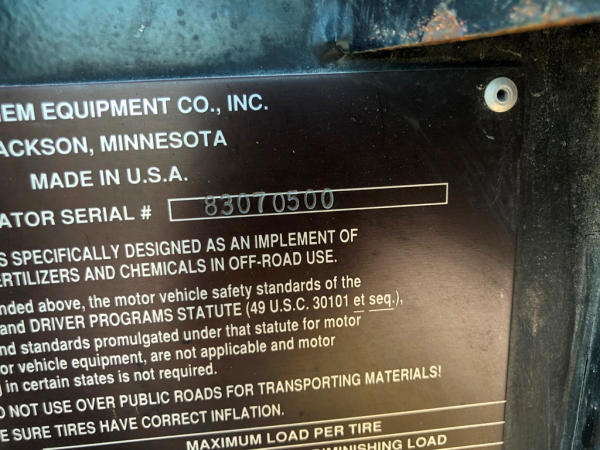 EM EQUIPMENT CO., INC.
ACKSON, MINNESOTA
MADE IN U.S.A.
ATOR SERIAL # 83070500
S SPECIFICALLY DESIGNED AS AN IMPLEMENT OF
ERTILIZERS AND CHEMICALS IN OFF-ROAD USE.
nded above, the motor vehicle safety standards of the
and DRIVER PROGRAMS STATUTE (49 U.S.C. 30101 et seq.),
nd standards promulgated under that statute for motor
or vehicle equipment, are not applicable and motor
in certain states is not required.
O NOT USE OVER PUBLIC ROADS FOR TRANSPORTING MATERIALS!
E SURE TIRES HAVE CORRECT INFLATION.
MAXIMUM LOAD PER TIRE
DIMINISHING LOAD